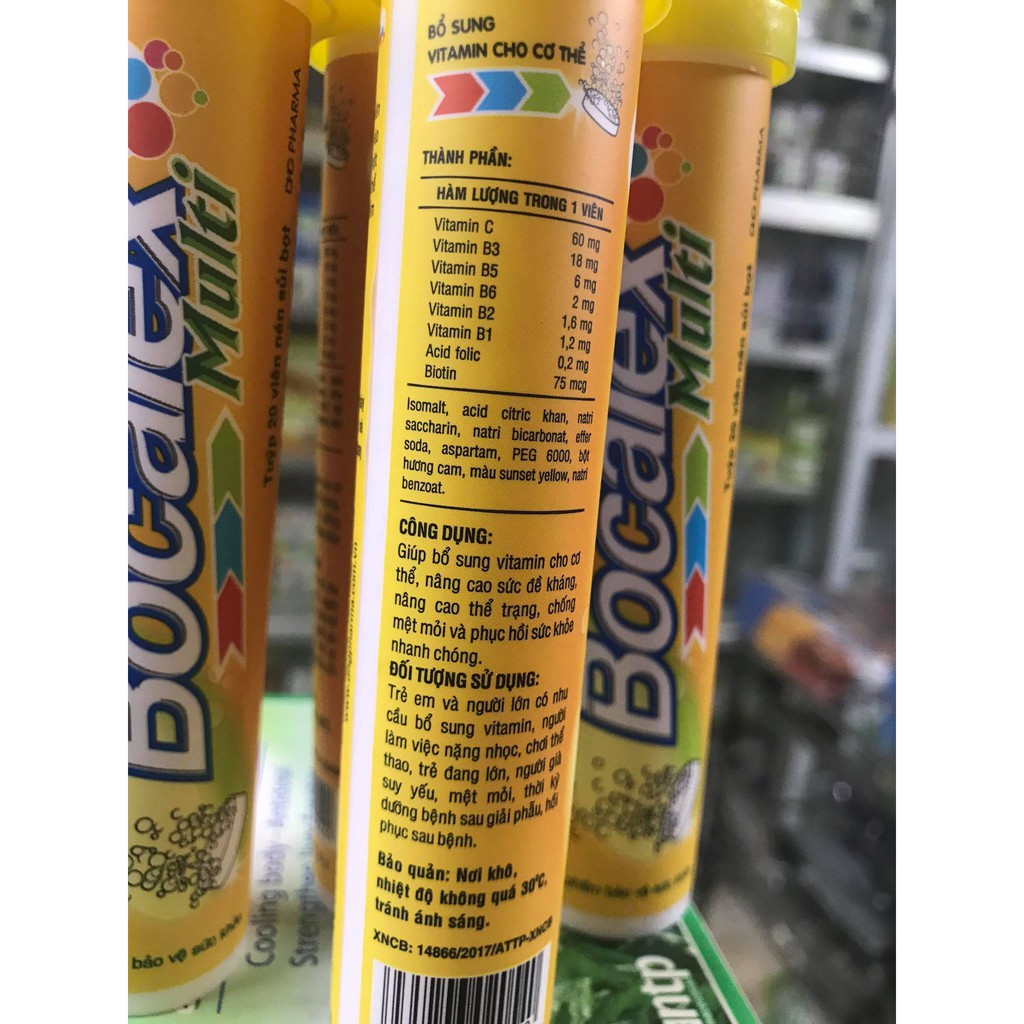 BỔ SUNG
VITAMIN CHO CƠ THỂ
THÀNH PHẦN:
HÀM LƯỢNG TRONG 1 VIÊN
Vitamin C 60 mg
Vitamin B3 18 mg
Vitamin B5 6 mg
Vitamin B6 2 mg
Vitamin B2 1,6 mg
Vitamin B1 1,2 mg
Acid folic 0,2 mg
Biotin 75 mcg
Isomalt, acid citric khan, natri
saccharin, natri bicarbonat, effer
soda, aspartam, PEG 6000, bột
hương cam, màu sunset yellow, natri
benzoat.
CÔNG DỤNG:
Giúp bổ sung vitamin cho cơ
thể, nâng cao sức đề kháng,
nâng cao thể trạng, chống
mệt mỏi và phục hồi sức khỏe
nhanh chóng.
ĐỐI TƯỢNG SỬ DỤNG:
Trẻ em và người lớn có nhu
cầu bổ sung vitamin, người
làm việc nặng nhọc, chơi thể
thao, trẻ đang lớn, người già
suy yếu, mệt mỏi, thời kỳ
dưỡng bệnh sau giải phẫu, hồi
phục sau bệnh.
Bảo quản: Nơi khô,
nhiệt độ không quá 30°C,
tránh ánh sáng.
XNCB: 14866/2017/ATTP-XNCB
Bocalex
Multi
DHG PHARMA
Tuýp 20 viên nén sủi bọt
bảo vệ sức khỏe
Cooling body
Bocalex
Multi
DHG PHARMA
Tuýp 20 viên nén sủi bọt